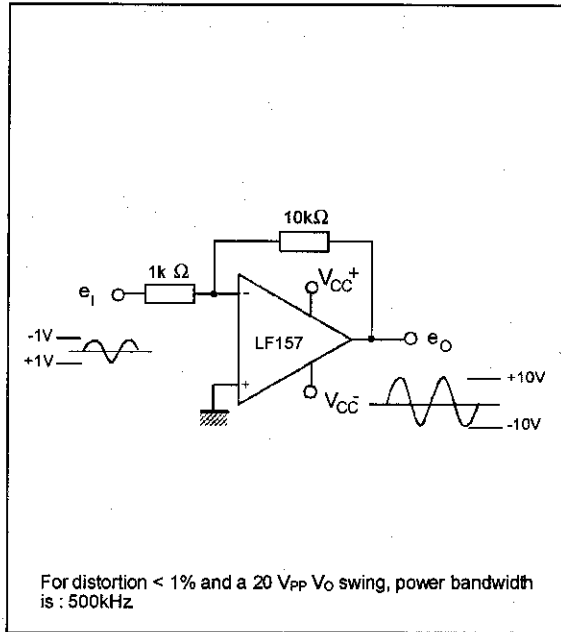 10kΩ
1k Ω
V_CC^+
e_I
-
-1V
LF157
e_O
+1V
+
V_CC^-
+10V
-10V
For distortion < 1% and a 20 V_PP V_O swing, power bandwidth
is : 500kHz